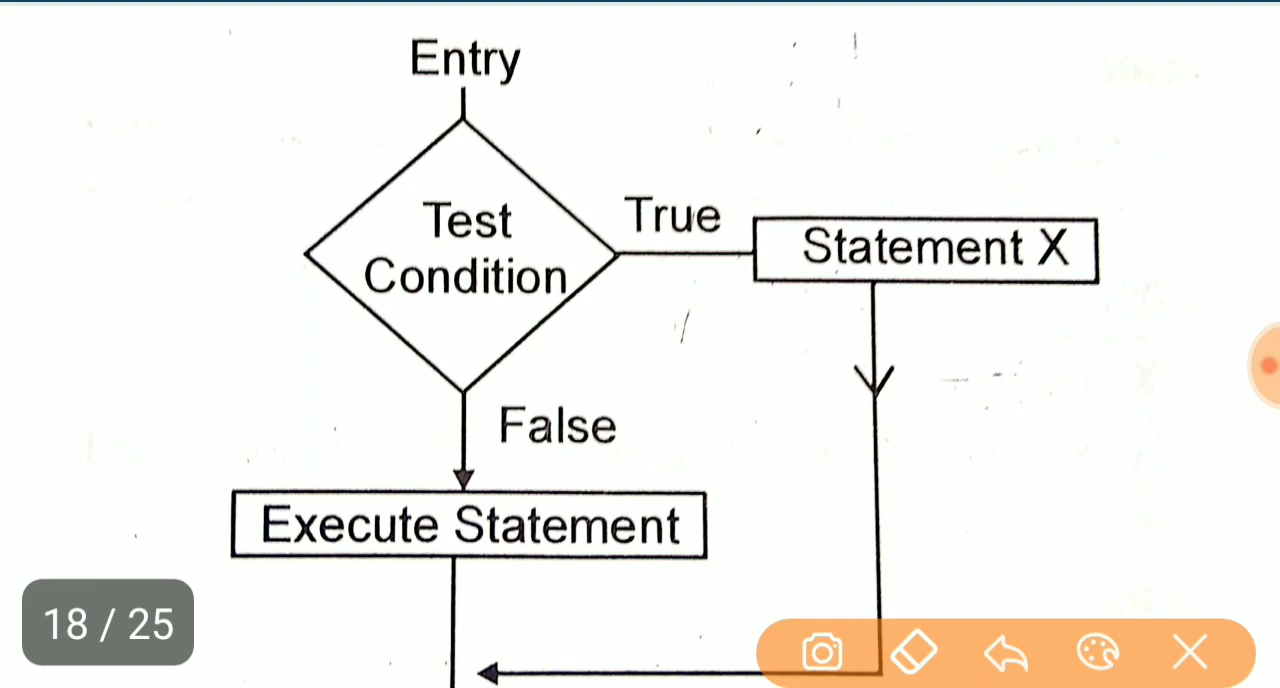 Entry
Test
Condition
True
Statement X
False
Execute Statement
18 / 25